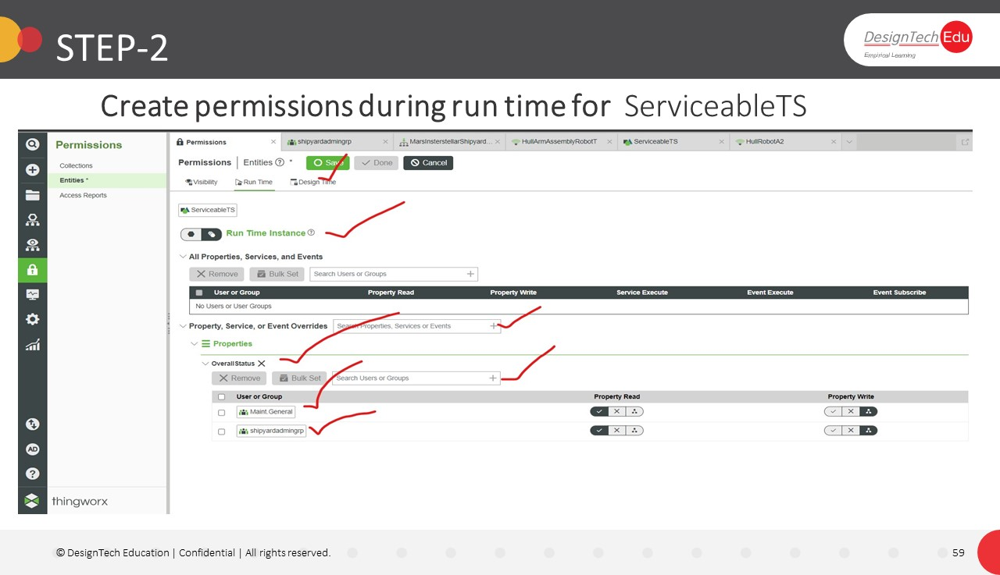 STEP-2
DesignTech Edu
Empirical Learning
Create permissions during run time for ServiceableTS
Permissions
Collections
Entities *
Access Reports
thingworx
Permissions
shipyardadmingrp
MarsInsterstellarShipyard...
HullArmAssemblyRobotT
ServiceableTS
HullRobotA2
Permissions | Entities ? * Save Done Cancel
Visibility Run Time Design Time
ServiceableTS
Run Time Instance ?
All Properties, Services, and Events
Remove Bulk Set Search Users or Groups
User or Group Property Read Property Write Service Execute Event Execute Event Subscribe
No Users or User Groups
Property, Service, or Event Overrides Search Properties, Services or Events
Properties
OverallStatus
Remove Bulk Set Search Users or Groups
User or Group Property Read Property Write
Maint.General
shipyardadmingrp
AD
?
© DesignTech Education | Confidential | All rights reserved.
59